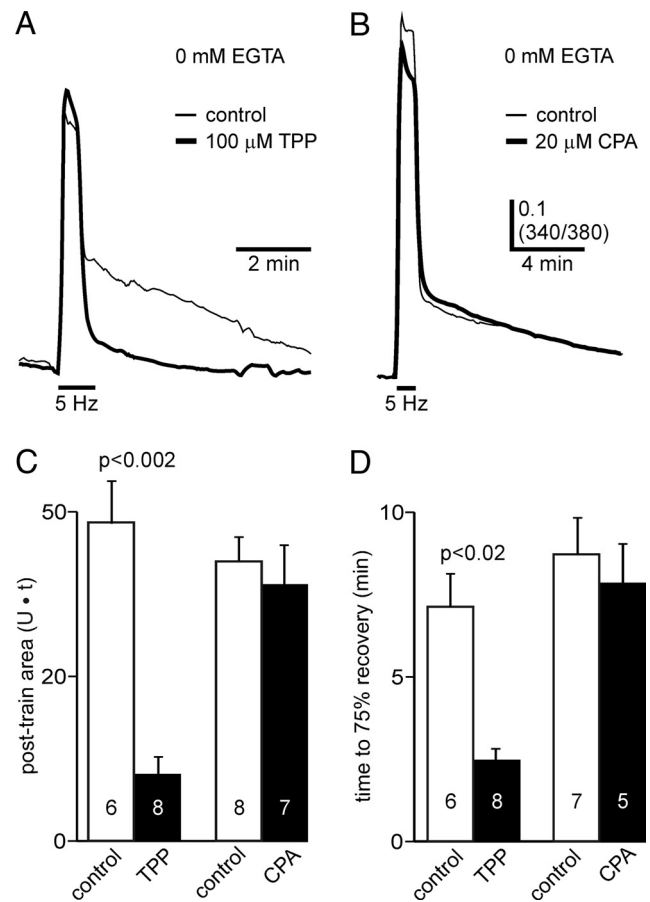 A
0 mM EGTA
control
100 μM TPP
2 min
5 Hz
B
0 mM EGTA
control
20 μM CPA
0.1
(340/380)
4 min
5 Hz
C
p<0.002
post-train area (U • t)
50
20
0
6
8
8
7
control
TPP
control
CPA
D
p<0.02
time to 75% recovery (min)
10
5
0
6
8
7
5
control
TPP
control
CPA